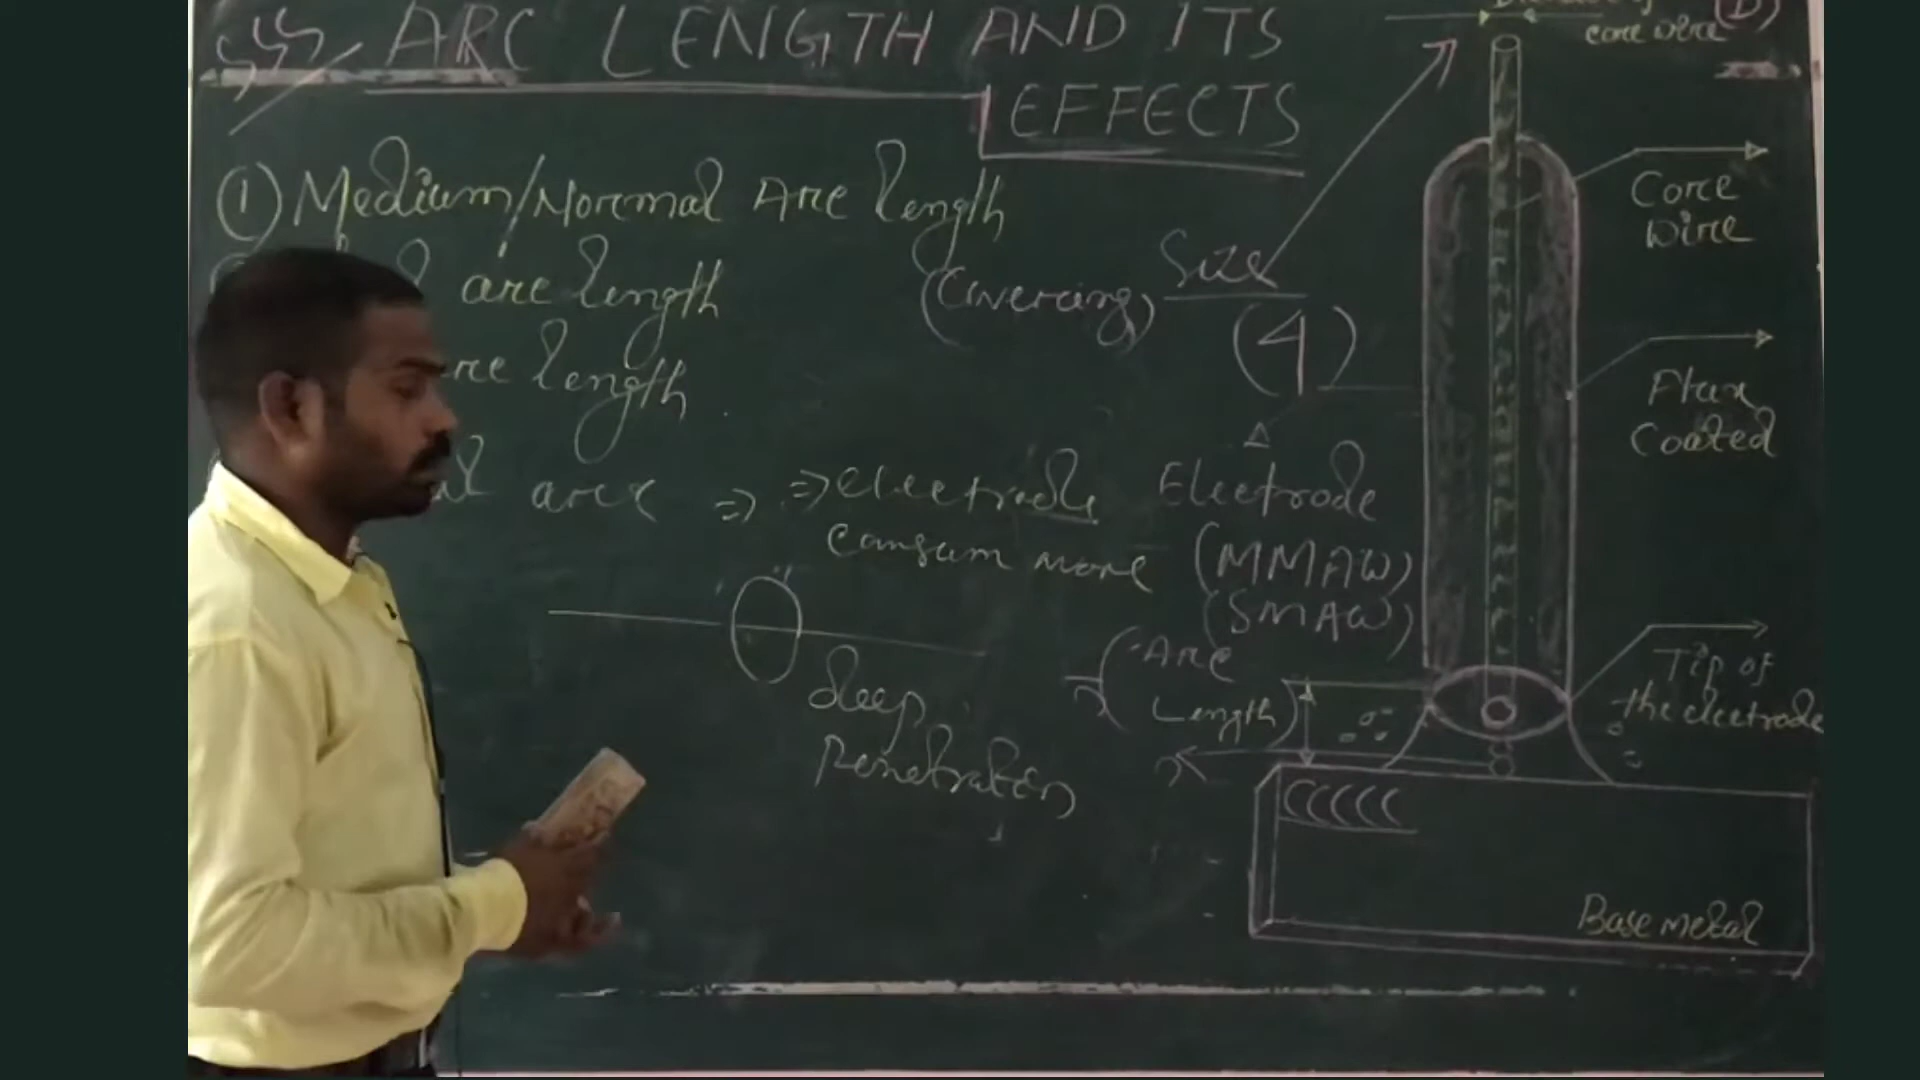 ARC LENGTH AND ITS
EFFECTS
① Medium/Normal Arc length
arc length
arc length
arc ⇒ ⇒ electrode
consum more
deep
Penetration
(Covering)
Size
(4)
Electrode
(MMAW)
(SMAW)
(Arc
Length)
core wire (D)
Core
wire
Flux
Coated
Tip of
the electrode
Base metal